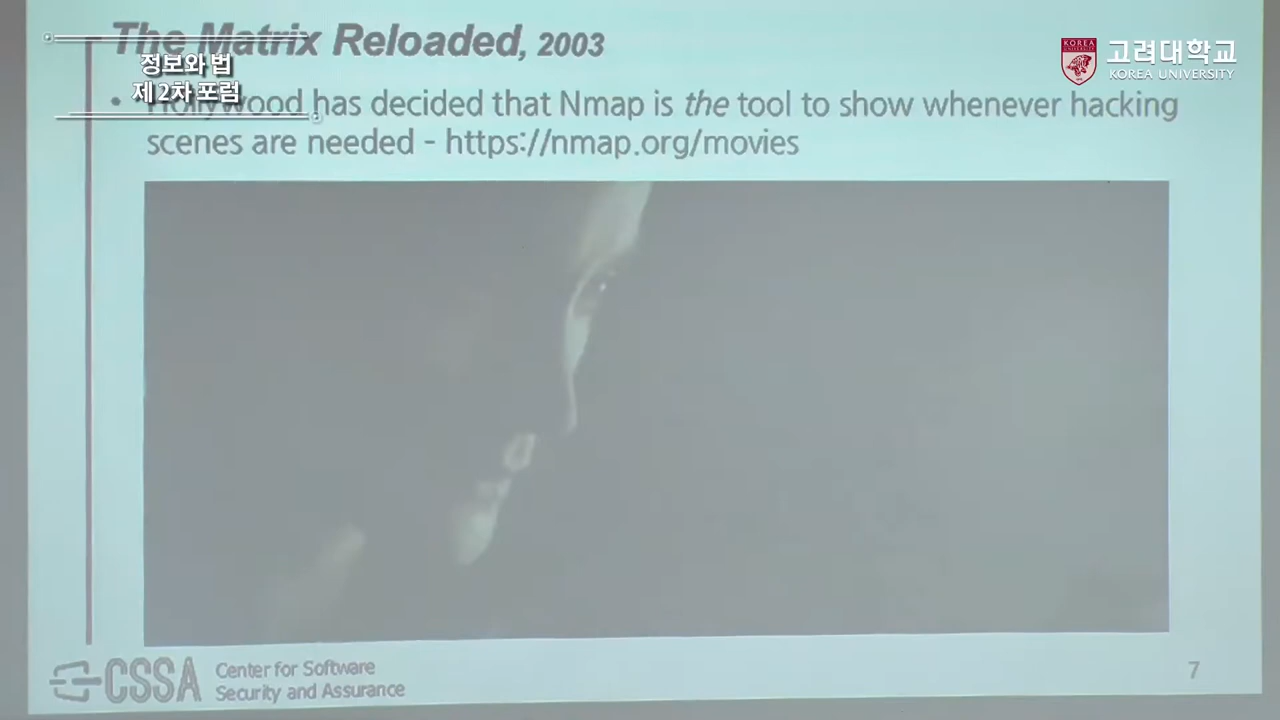 The Matrix Reloaded, 2003
정보와 법
제2차 포럼
고려대학교
KOREA UNIVERSITY
KOREA
• Hollywood has decided that Nmap is the tool to show whenever hacking
scenes are needed - https://nmap.org/movies
CSSA Center for Software
Security and Assurance
7